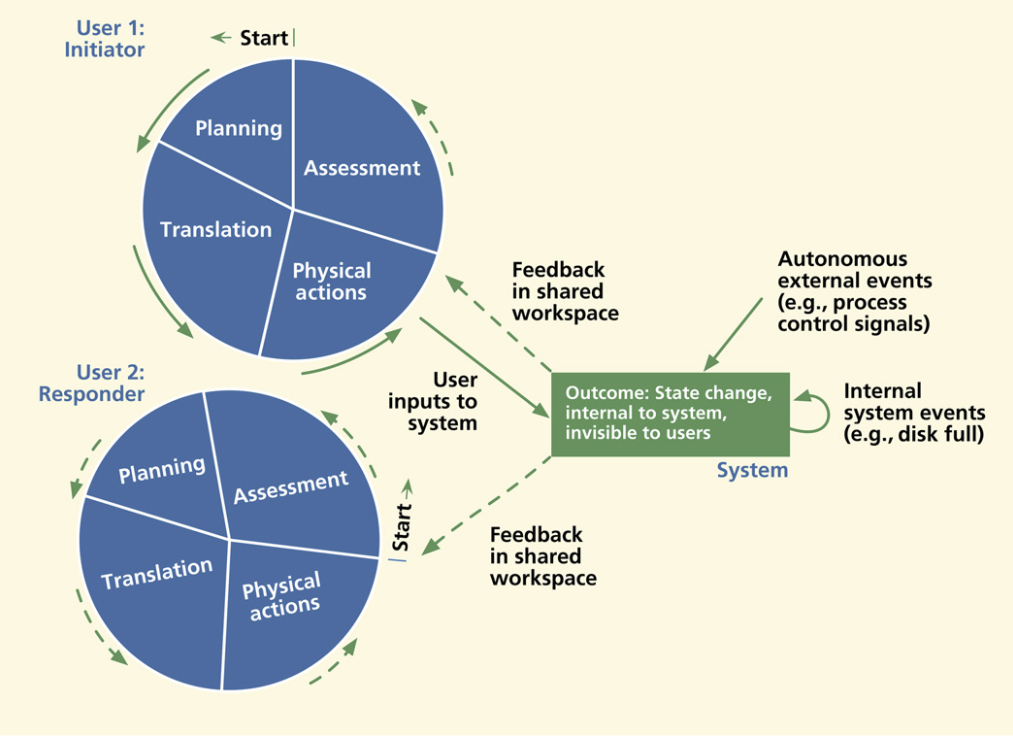 User 1:
Initiator
Start
Planning
Assessment
Translation
Physical
actions
Feedback
in shared
workspace
Autonomous
external events
(e.g., process
control signals)
User
inputs to
system
Outcome: State change,
internal to system,
invisible to users
Internal
system events
(e.g., disk full)
System
User 2:
Responder
Planning
Assessment
Start
Translation
Physical
actions
Feedback
in shared
workspace